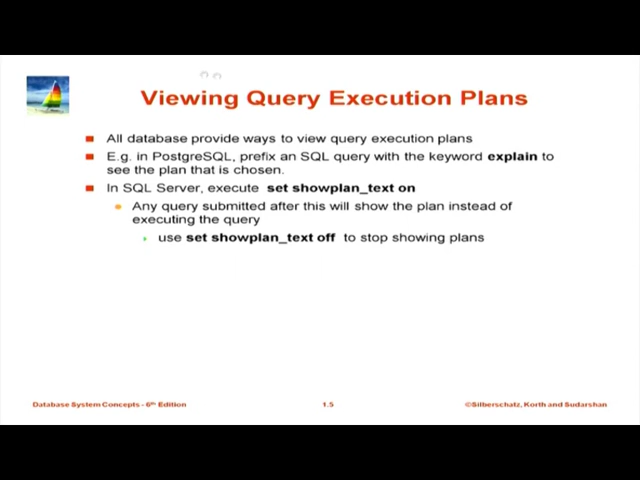 Viewing Query Execution Plans
All database provide ways to view query execution plans
E.g. in PostgreSQL, prefix an SQL query with the keyword explain to
see the plan that is chosen.
In SQL Server, execute set showplan_text on
Any query submitted after this will show the plan instead of
executing the query
use set showplan_text off to stop showing plans
Database System Concepts - 6th Edition
1.5
©Silberschatz, Korth and Sudarshan